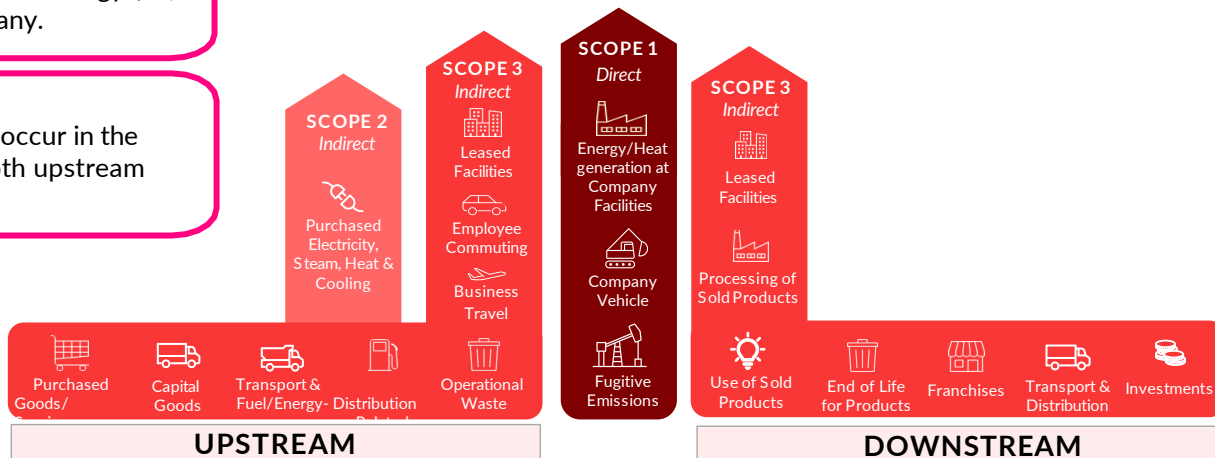 any.
occur in the
th upstream
SCOPE 2
Indirect
Purchased
Electricity,
Steam, Heat &
Cooling
SCOPE 3
Indirect
Leased
Facilities
Employee
Commuting
Business
Travel
SCOPE 1
Direct
Energy/Heat
generation at
Company
Facilities
Company
Vehicle
Fugitive
Emissions
SCOPE 3
Indirect
Leased
Facilities
Processing of
Sold Products
Purchased
Goods/
Capital
Goods
Transport &
Fuel/Energy- Distribution
Operational
Waste
Use of Sold
Products
End of Life
for Products
Franchises
Transport &
Distribution
Investments
UPSTREAM
DOWNSTREAM